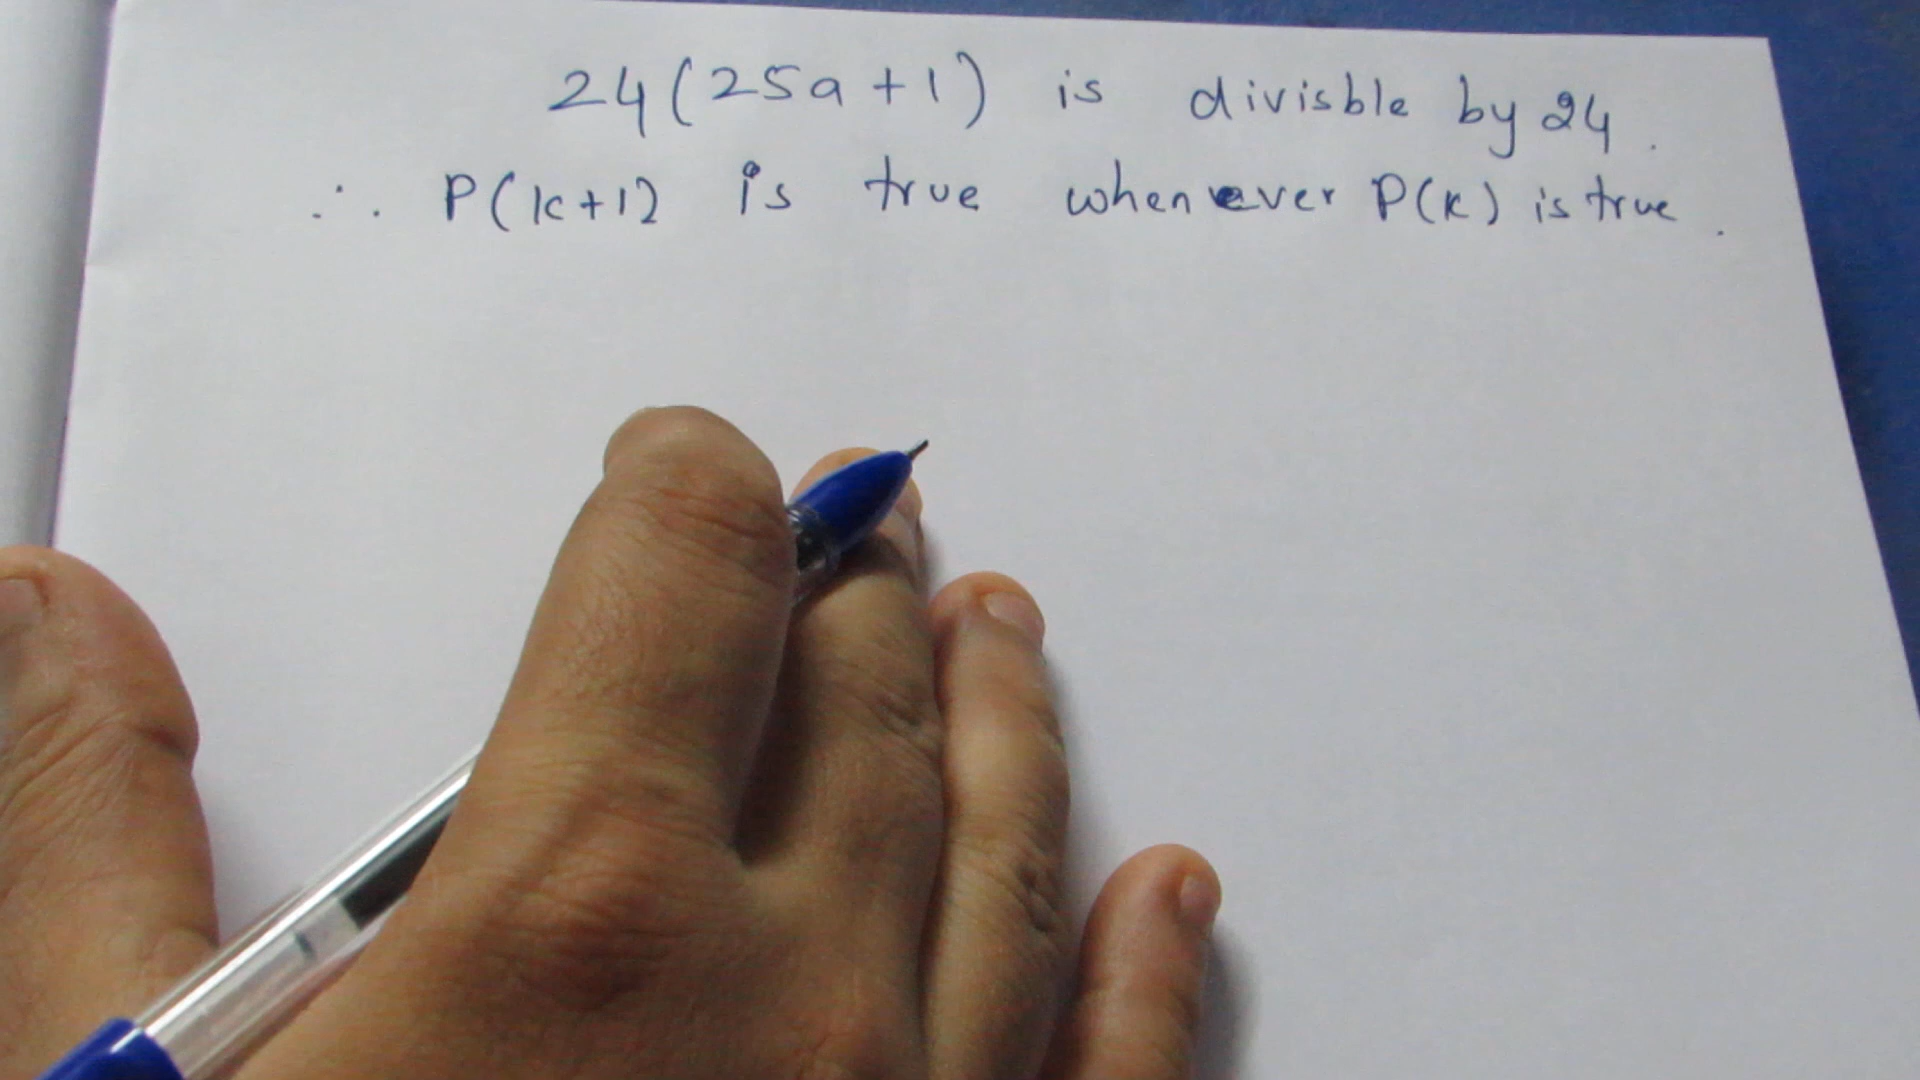 24(25a+1) is divisble by 24.
∴ P(k+1) is true whenever P(k) is true.